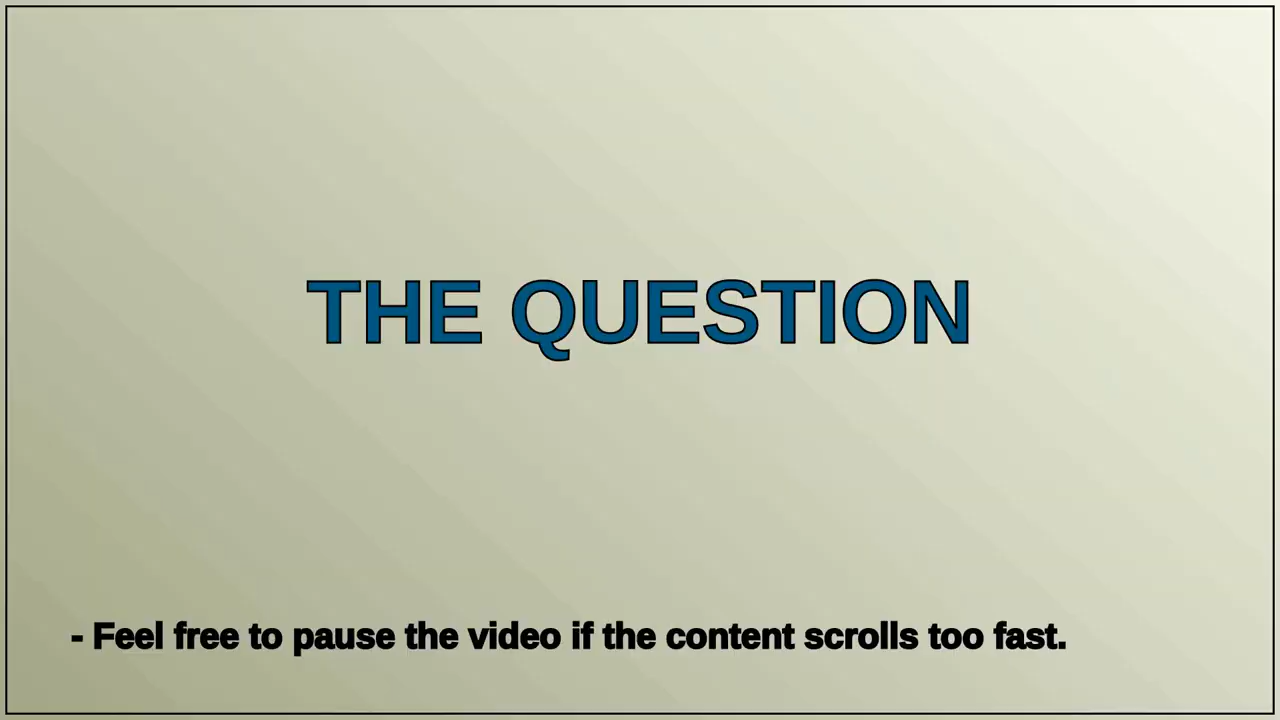 THE QUESTION
- Feel free to pause the video if the content scrolls too fast.